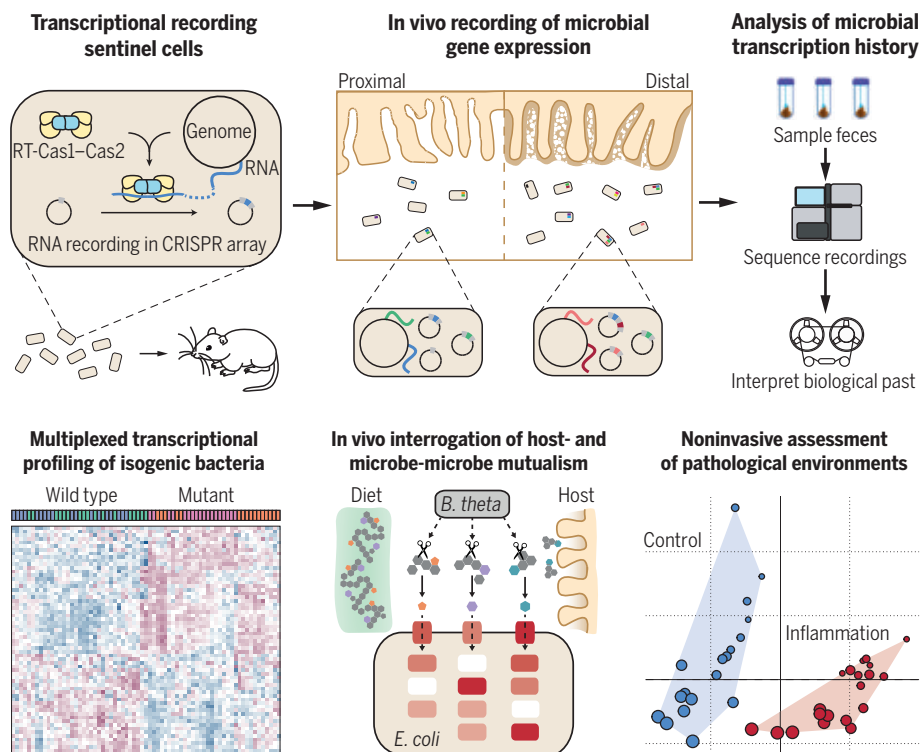 Transcriptional recording
sentinel cells
RT-Cas1–Cas2
Genome
RNA
RNA recording in CRISPR array
In vivo recording of microbial
gene expression
Proximal
Distal
Analysis of microbial
transcription history
Sample feces
Sequence recordings
Interpret biological past
Multiplexed transcriptional
profiling of isogenic bacteria
Wild type
Mutant
In vivo interrogation of host- and
microbe-microbe mutualism
Diet
B. theta
Host
E. coli
Noninvasive assessment
of pathological environments
Control
Inflammation